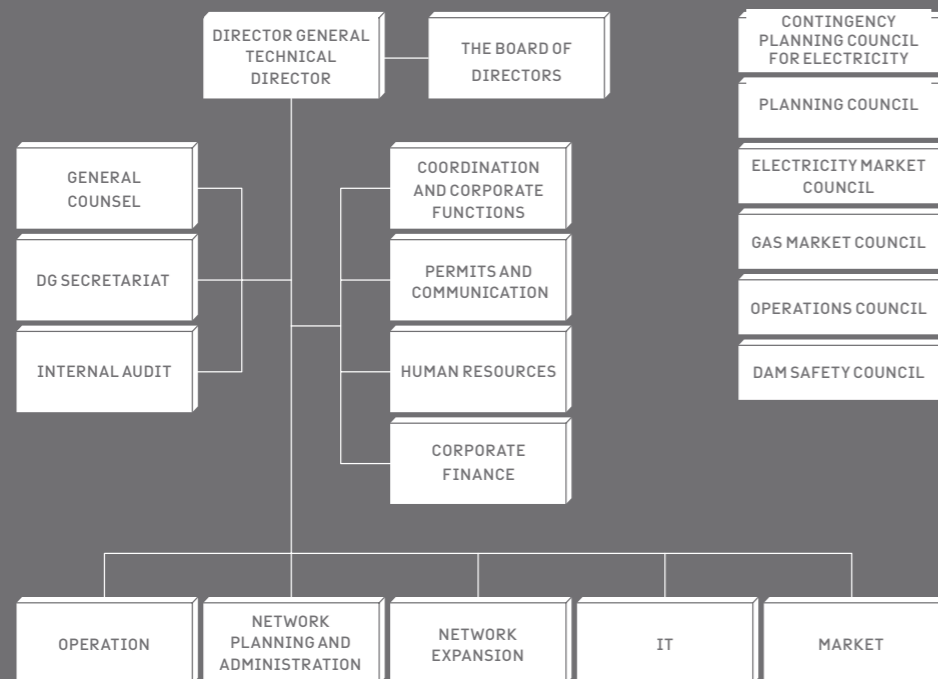 DIRECTOR GENERAL
TECHNICAL
DIRECTOR
THE BOARD OF
DIRECTORS
CONTINGENCY
PLANNING COUNCIL
FOR ELECTRICITY
PLANNING COUNCIL
ELECTRICITY MARKET
COUNCIL
GAS MARKET COUNCIL
OPERATIONS COUNCIL
DAM SAFETY COUNCIL
GENERAL
COUNSEL
DG SECRETARIAT
INTERNAL AUDIT
COORDINATION
AND CORPORATE
FUNCTIONS
PERMITS AND
COMMUNICATION
HUMAN RESOURCES
CORPORATE
FINANCE
OPERATION
NETWORK
PLANNING AND
ADMINISTRATION
NETWORK
EXPANSION
IT
MARKET